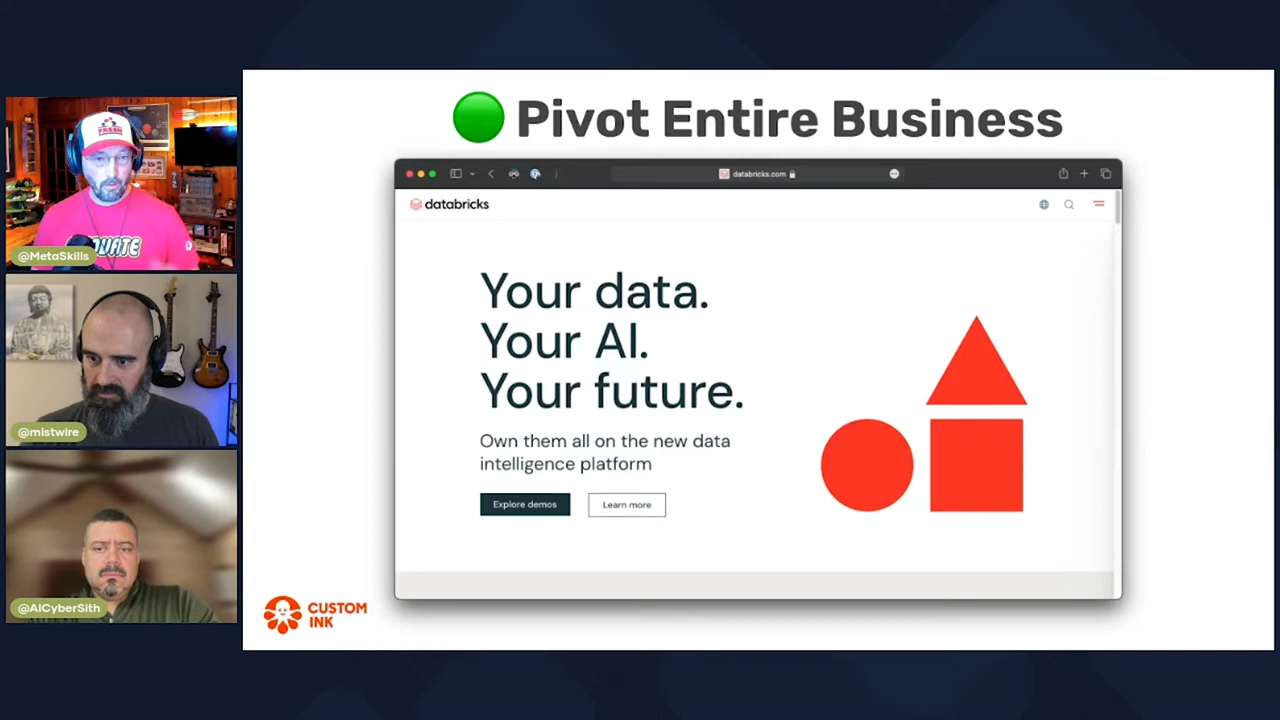 Pivot Entire Business
databricks.com
databricks
Your data.
Your AI.
Your future.
Own them all on the new data
intelligence platform
Explore demos
Learn more
CUSTOM
INK
FRESH
@MetaSkills
@mistwire
@AICyberSith